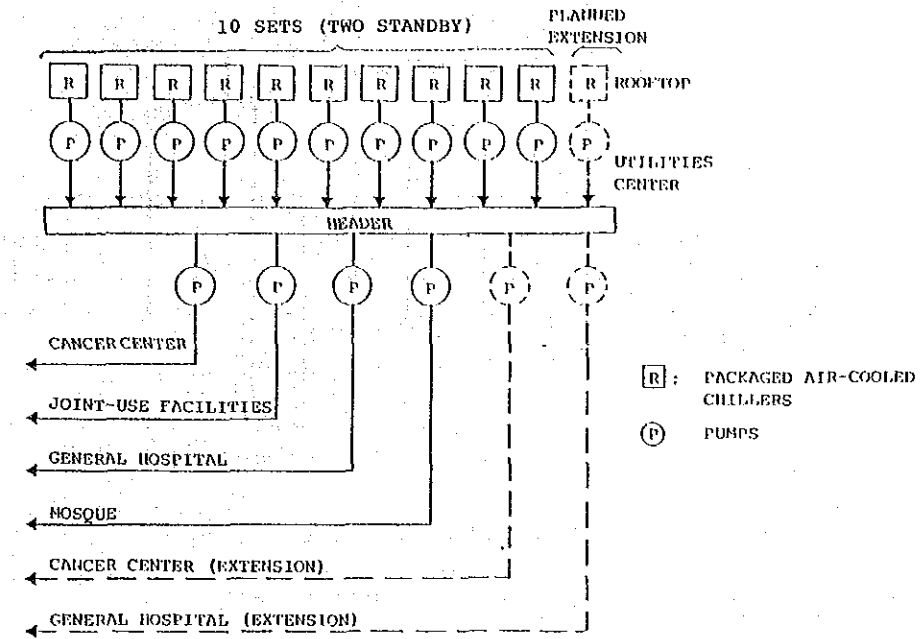 10 SETS (TWO STANDBY)
PLANNED
EXTENSION
R R R R R R R R R R R
ROOFTOP
P P P P P P P P P P P
UTILITIES
CENTER
HEADER
P P P P P P
CANCER CENTER
JOINT-USE FACILITIES
GENERAL HOSPITAL
MOSQUE
CANCER CENTER (EXTENSION)
GENERAL HOSPITAL (EXTENSION)
R : PACKAGED AIR-COOLED
CHILLERS
P PUMPS